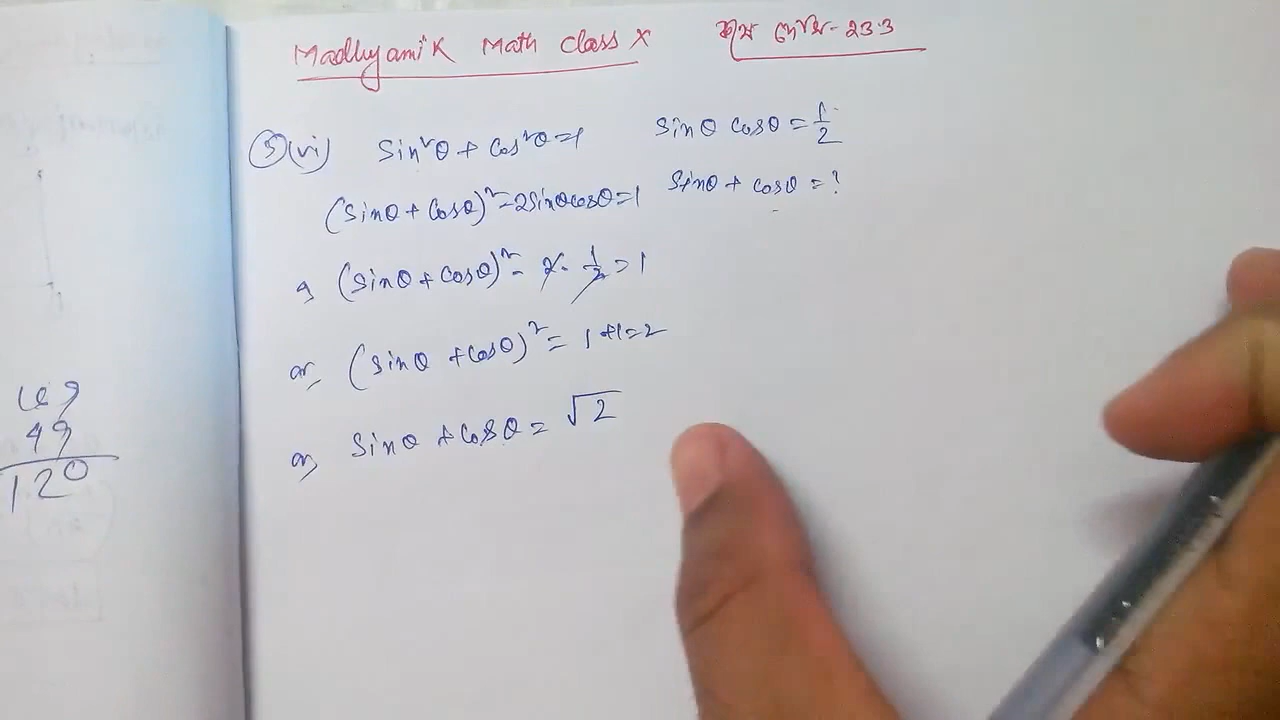 Madhyamik Math Class X
কষে দেখি - 23.3
5(vi) Sin²θ + Cos²θ = 1
Sinθ Cosθ = 1/2
(Sinθ + Cosθ)² - 2Sinθcosθ = 1
Sinθ + cosθ = ?
(Sinθ + Cosθ)² - 2 · 1/2 = 1
or, (Sinθ + Cosθ)² = 1+1=2
or, Sinθ + Cosθ = √2
69
49
120